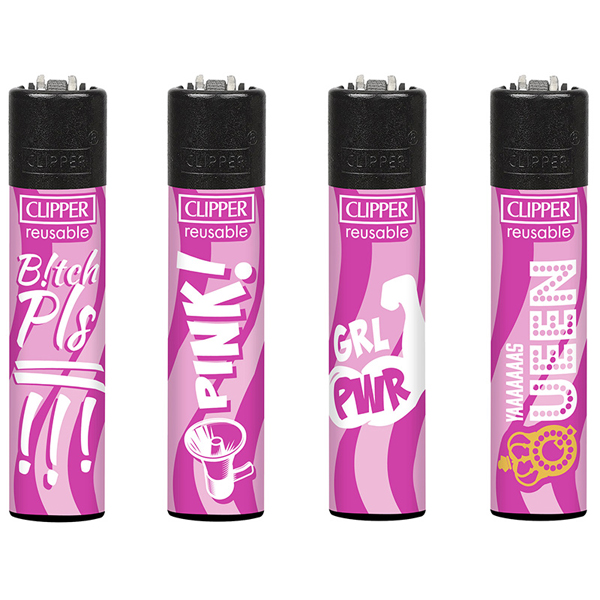 CLIPPER
CLIPPER
reusable
B!tch
Pls
!!!
CLIPPER
CLIPPER
reusable
PINK!
CLIPPER
CLIPPER
reusable
GRL
PWR
CLIPPER
CLIPPER
reusable
YAAAAAAAS
QUEEN